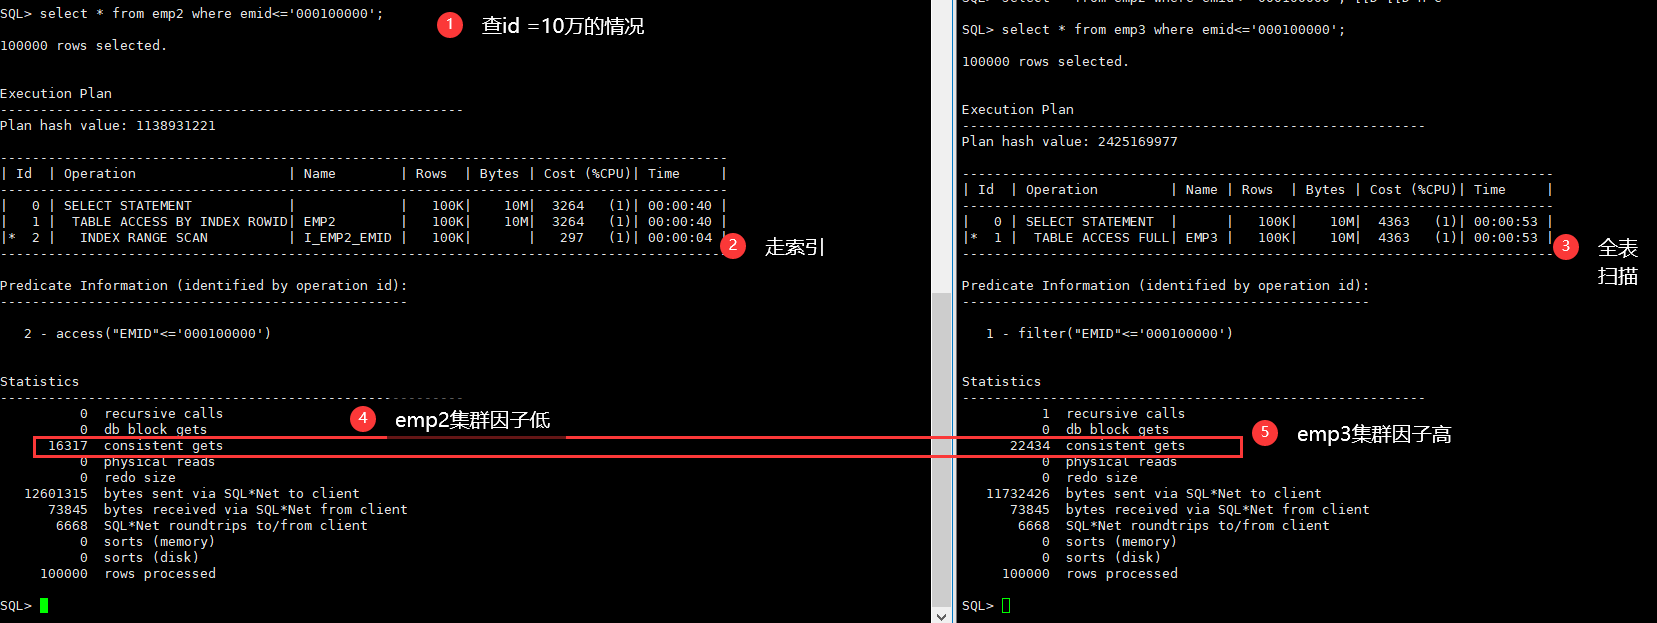 SQL> select * from emp2 where emid<='000100000';
1 查id =10万的情况
100000 rows selected.
Execution Plan
----------------------------------------------------------
Plan hash value: 1138931221
-------------------------------------------------------------------------------------------
| Id  | Operation                   | Name       | Rows  | Bytes | Cost (%CPU)| Time     |
-------------------------------------------------------------------------------------------
|   0 | SELECT STATEMENT            |            |   100K|    10M|  3264   (1)| 00:00:40 |
|   1 |  TABLE ACCESS BY INDEX ROWID| EMP2       |   100K|    10M|  3264   (1)| 00:00:40 |
|*  2 |   INDEX RANGE SCAN          | I_EMP2_EMID |   100K|       |   297   (1)| 00:00:04 |
2 走索引
-------------------------------------------------------------------------------------------
Predicate Information (identified by operation id):
---------------------------------------------------
2 - access("EMID"<='000100000')
Statistics
----------------------------------------------------------
0  recursive calls
4 emp2集群因子低
0  db block gets
16317  consistent gets
0  physical reads
0  redo size
12601315  bytes sent via SQL*Net to client
73845  bytes received via SQL*Net from client
6668  SQL*Net roundtrips to/from client
0  sorts (memory)
0  sorts (disk)
100000  rows processed
SQL>
SQL> select * from emp3 where emid<='000100000';
100000 rows selected.
Execution Plan
----------------------------------------------------------
Plan hash value: 2425169977
--------------------------------------------------------------------------
| Id  | Operation         | Name | Rows  | Bytes | Cost (%CPU)| Time     |
--------------------------------------------------------------------------
|   0 | SELECT STATEMENT  |      |   100K|    10M|  4363   (1)| 00:00:53 |
|*  1 |  TABLE ACCESS FULL| EMP3 |   100K|    10M|  4363   (1)| 00:00:53 |
3 全表
扫描
--------------------------------------------------------------------------
Predicate Information (identified by operation id):
---------------------------------------------------
1 - filter("EMID"<='000100000')
Statistics
----------------------------------------------------------
1  recursive calls
0  db block gets
5 emp3集群因子高
22434  consistent gets
0  physical reads
0  redo size
11732426  bytes sent via SQL*Net to client
73845  bytes received via SQL*Net from client
6668  SQL*Net roundtrips to/from client
0  sorts (memory)
0  sorts (disk)
100000  rows processed
SQL>